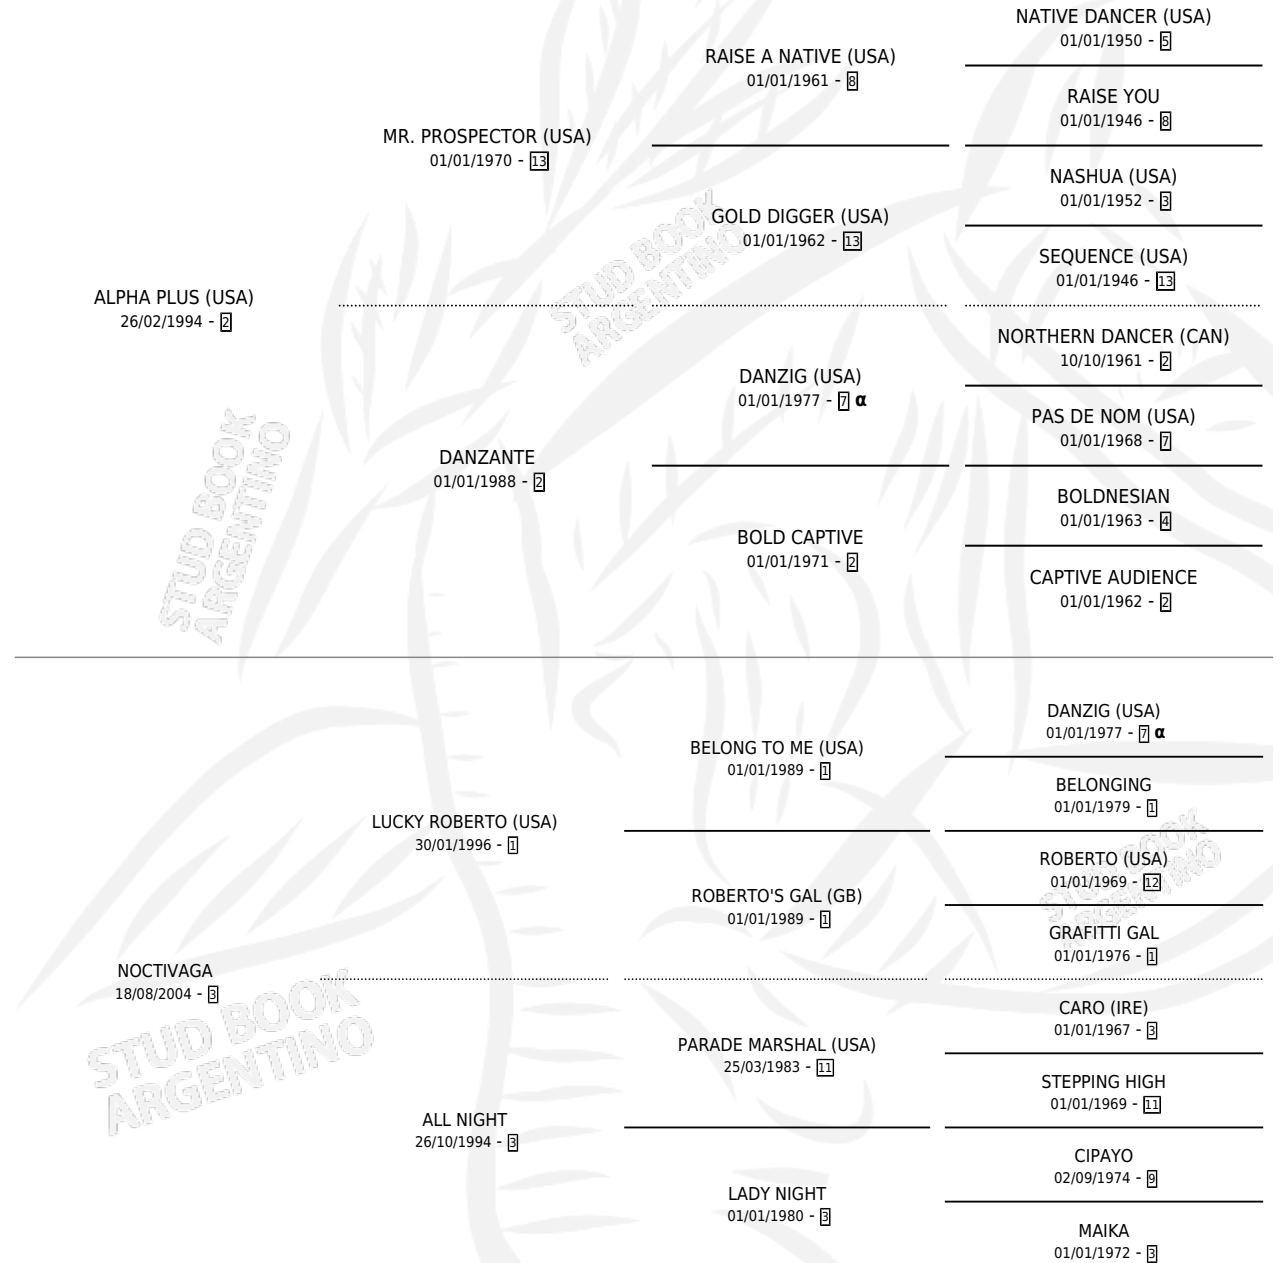 NATIVE DANCER (USA)
01/01/1950 - 5
RAISE A NATIVE (USA)
01/01/1961 - 8
RAISE YOU
01/01/1946 - 8
MR. PROSPECTOR (USA)
01/01/1970 - 13
NASHUA (USA)
01/01/1952 - 3
GOLD DIGGER (USA)
01/01/1962 - 13
SEQUENCE (USA)
01/01/1946 - 13
ALPHA PLUS (USA)
26/02/1994 - 2
NORTHERN DANCER (CAN)
10/10/1961 - 2
DANZIG (USA)
01/01/1977 - 7 α
PAS DE NOM (USA)
01/01/1968 - 7
DANZANTE
01/01/1988 - 2
BOLDNESIAN
01/01/1963 - 4
BOLD CAPTIVE
01/01/1971 - 2
CAPTIVE AUDIENCE
01/01/1962 - 2
DANZIG (USA)
01/01/1977 - 7 α
BELONG TO ME (USA)
01/01/1989 - 1
BELONGING
01/01/1979 - 1
LUCKY ROBERTO (USA)
30/01/1996 - 1
ROBERTO (USA)
01/01/1969 - 12
ROBERTO'S GAL (GB)
01/01/1989 - 1
GRAFITTI GAL
01/01/1976 - 1
NOCTIVAGA
18/08/2004 - 3
CARO (IRE)
01/01/1967 - 3
PARADE MARSHAL (USA)
25/03/1983 - 11
STEPPING HIGH
01/01/1969 - 11
ALL NIGHT
26/10/1994 - 3
CIPAYO
02/09/1974 - 9
LADY NIGHT
01/01/1980 - 3
MAIKA
01/01/1972 - 3
STUD BOOK
ARGENTINO
STUD BOOK
ARGENTINO
STUD BOOK
ARGENTINO
STUD BOOK
ARGENTINO